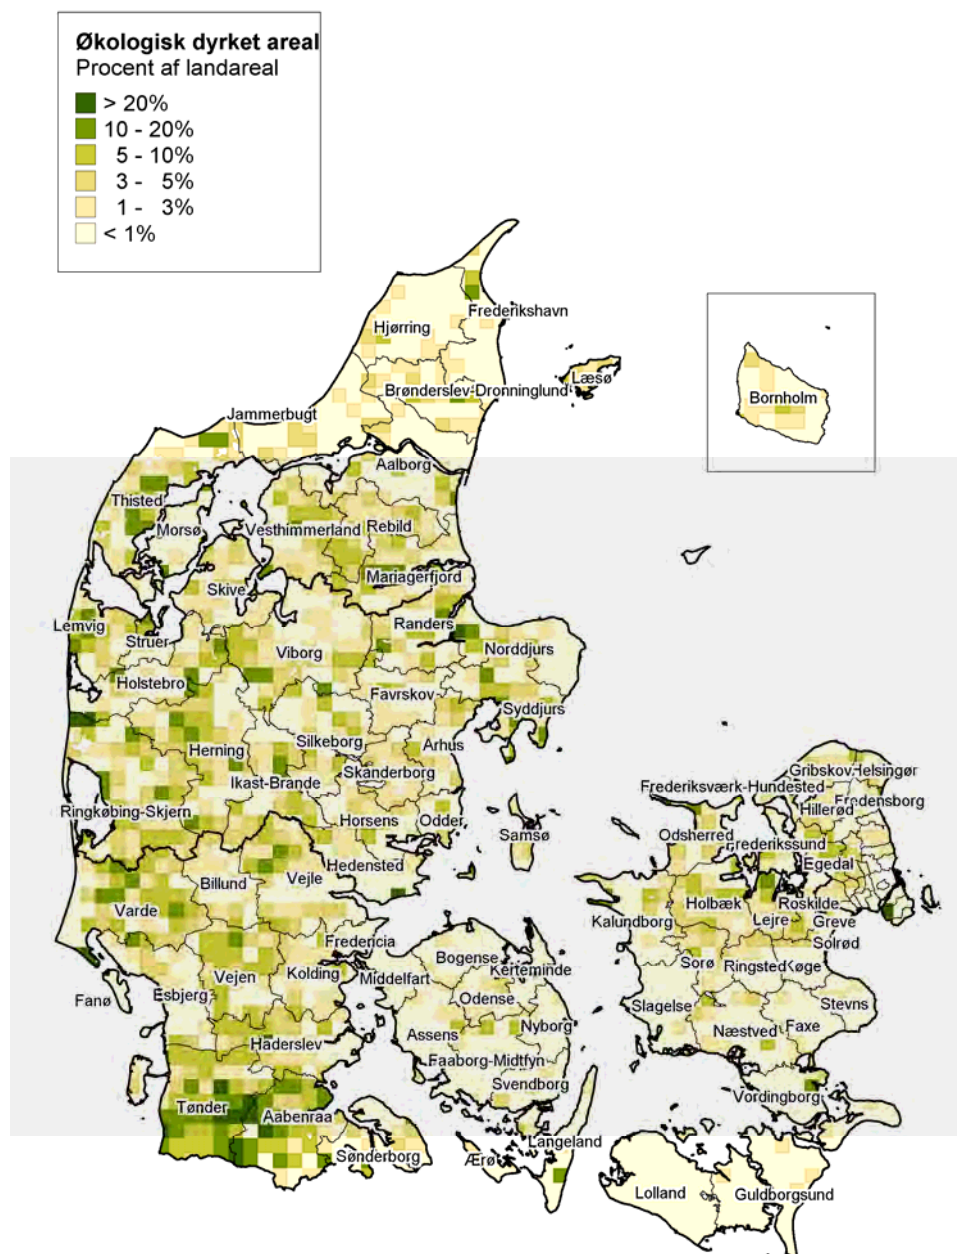 Økologisk dyrket areal
Procent af landareal
> 20%
10 - 20%
5 - 10%
3 - 5%
1 - 3%
< 1%
Frederikshavn
Hjørring
Læsø
Brønderslev-Dronninglund
Bornholm
Jammerbugt
Aalborg
Thisted
Morsø
Vesthimmerland
Rebild
Mariagerfjord
Skive
Lemvig
Randers
Struer
Viborg
Norddjurs
Holstebro
Favrskov
Syddjurs
Silkeborg
Århus
Herning
Gribskov
Helsingør
Skanderborg
Ikast-Brande
Frederiksværk-Hundested
Fredensborg
Hillerød
Ringkøbing-Skjern
Horsens
Odder
Samsø
Odsherred
Frederikssund
Hedensted
Egedal
Vejle
Billund
Varde
Holbæk
Roskilde
Kalundborg
Lejre
Greve
Fredericia
Solrød
Bogense
Kerteminde
Sorø
Ringsted
Køge
Vejen
Kolding
Middelfart
Fanø
Esbjerg
Odense
Slagelse
Stevns
Nyborg
Assens
Næstved
Faxe
Haderslev
Faaborg-Midtfyn
Svendborg
Vordingborg
Tønder
Aabenraa
Langeland
Sønderborg
Ærø
Lolland
Guldborgsund